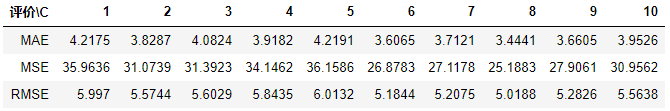 评价\C 1 2 3 4 5 6 7 8 9 10
MAE 4.2175 3.8287 4.0824 3.9182 4.2191 3.6065 3.7121 3.4441 3.6605 3.9526
MSE 35.9636 31.0739 31.3923 34.1462 36.1586 26.8783 27.1178 25.1883 27.9061 30.9562
RMSE 5.997 5.5744 5.6029 5.8435 6.0132 5.1844 5.2075 5.0188 5.2826 5.5638